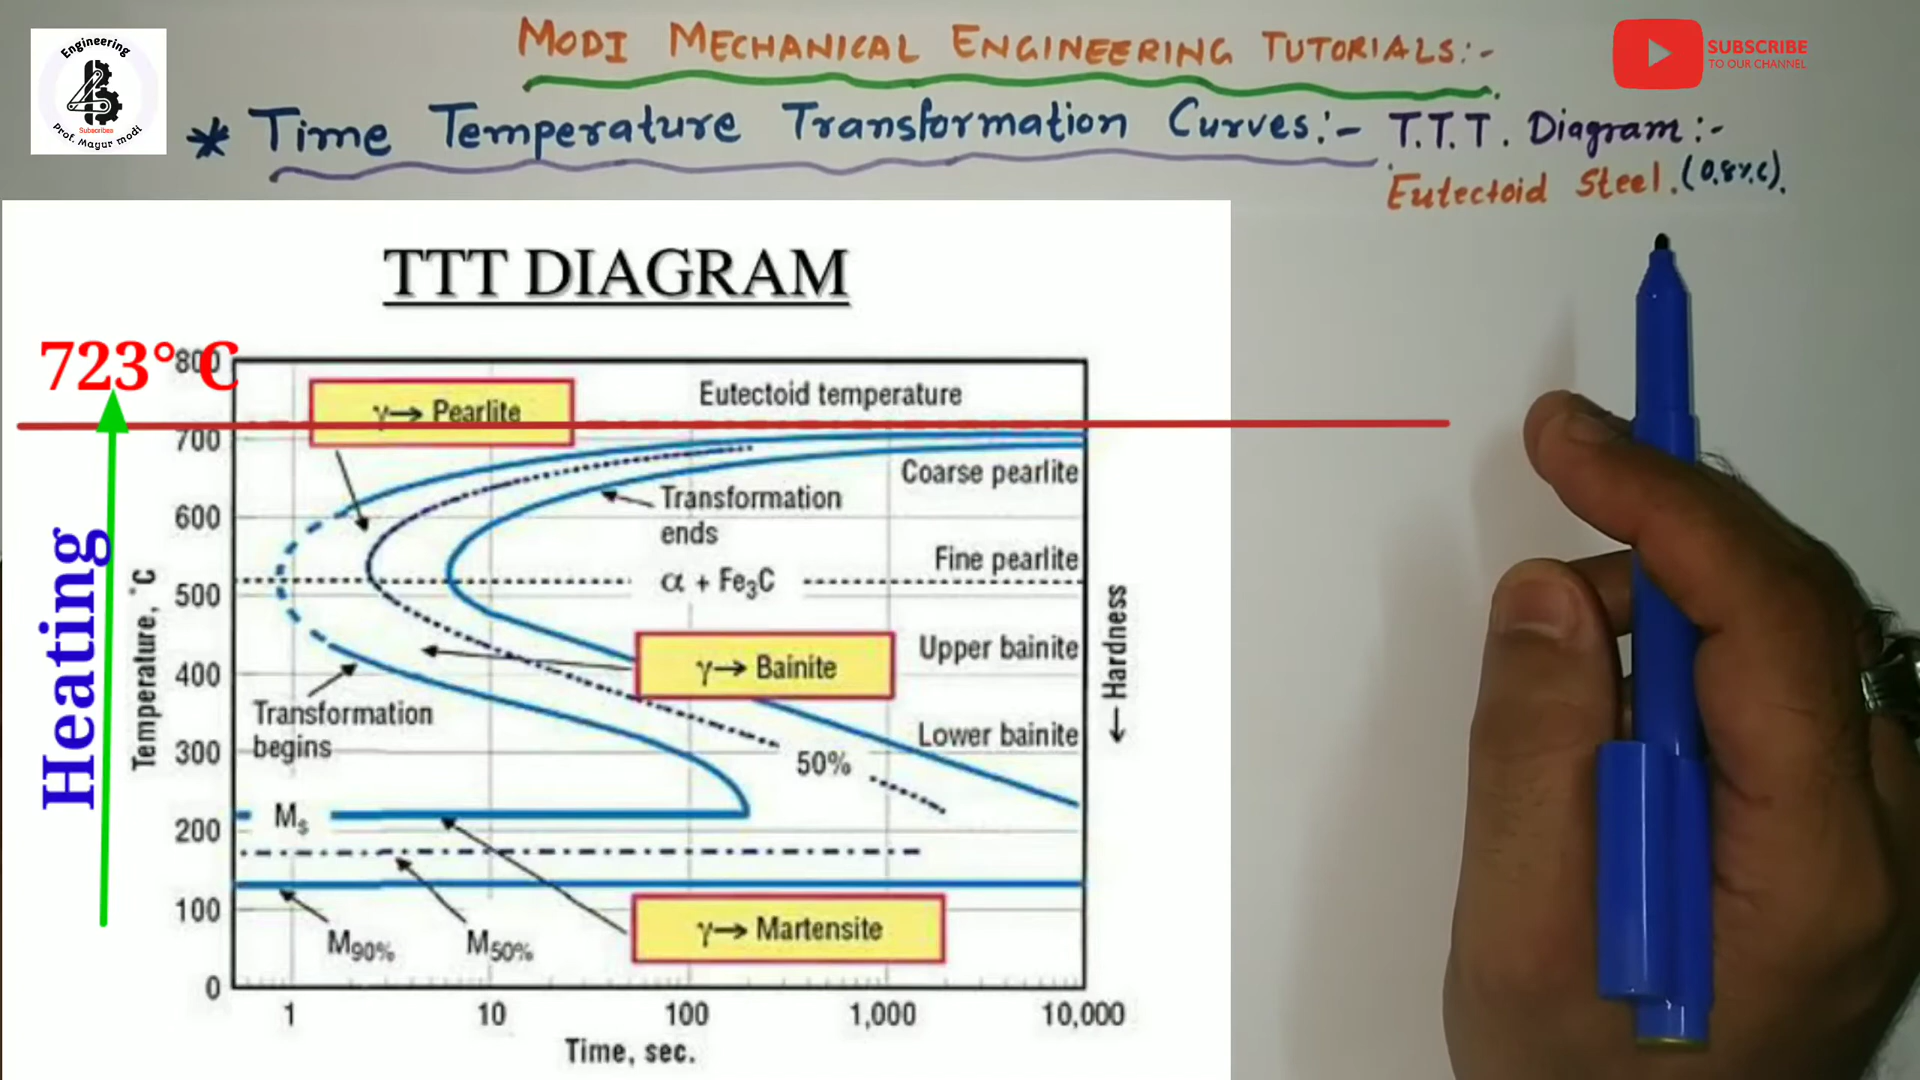 MODI MECHANICAL ENGINEERING TUTORIALS:-
SUBSCRIBE
TO OUR CHANNEL
Engineering
Subscribes
Prof. Mayur modi
* Time Temperature Transformation Curves:- T.T.T. Diagram:-
Eutectoid Steel. (0.8%C).
TTT DIAGRAM
723° C
Heating
Temperature, °C
800
700
600
500
400
300
200
100
0
γ→ Pearlite
Eutectoid temperature
Coarse pearlite
Transformation
ends
Fine pearlite
α + Fe₃C
Upper bainite
γ→ Bainite
Transformation
begins
Lower bainite
50%
← Hardness
Mₛ
γ→ Martensite
M90%
M50%
1 10 100 1,000 10,000
Time, sec.